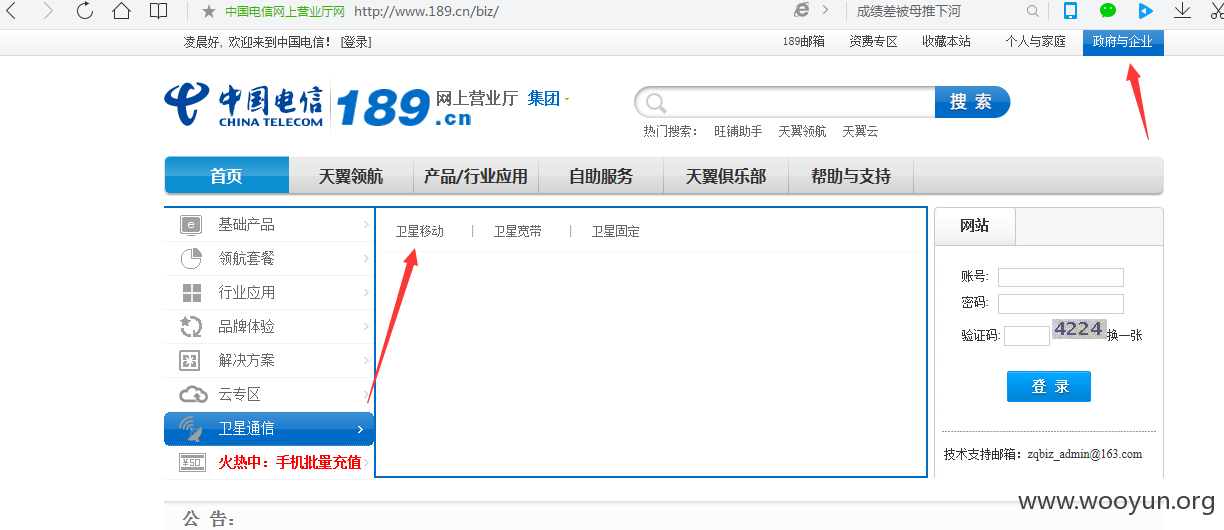 中国电信网上营业厅网 http://www.189.cn/biz/ 成绩差被母推下河
凌晨好, 欢迎来到中国电信! [登录] 189邮箱 资费专区 收藏本站 个人与家庭 政府与企业
中国电信 CHINA TELECOM 189.cn 网上营业厅 集团
搜 索
热门搜索: 旺铺助手 天翼领航 天翼云
首页 天翼领航 产品/行业应用 自助服务 天翼俱乐部 帮助与支持
基础产品
领航套餐
行业应用
品牌体验
解决方案
云专区
卫星通信
¥50 火热中: 手机批量充值
卫星移动 | 卫星宽带 | 卫星固定
网站
账号:
密码:
验证码: 4224 换一张
登 录
技术支持邮箱: zqbiz_admin@163.com
公 告:
www.wooyun.org